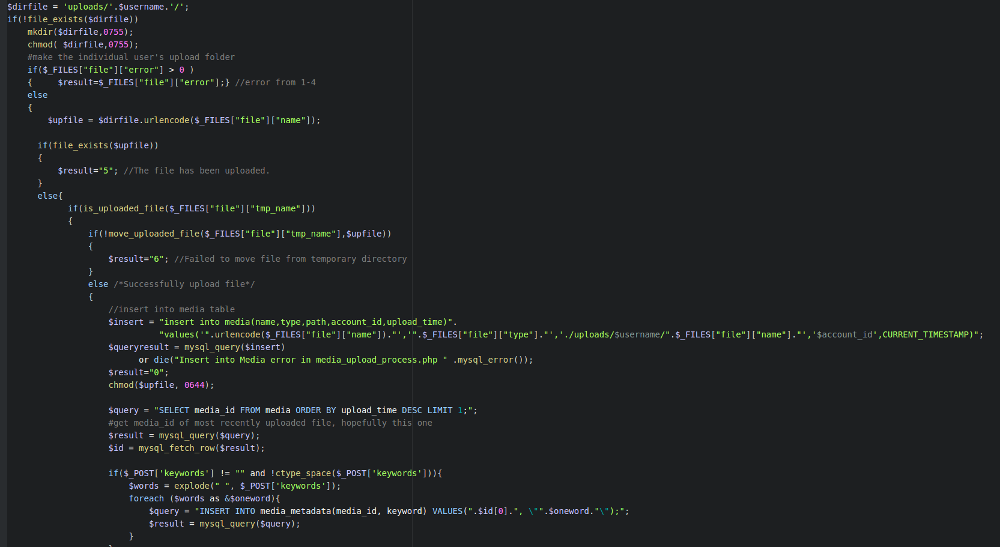 $dirfile = 'uploads/'.$username.'/';
if(!file_exists($dirfile))
    mkdir($dirfile,0755);
    chmod( $dirfile,0755);
    #make the individual user's upload folder
    if($_FILES["file"]["error"] > 0 )
    {     $result=$_FILES["file"]["error"];} //error from 1-4
    else
    {
        $upfile = $dirfile.urlencode($_FILES["file"]["name"]);

      if(file_exists($upfile))
      {
          $result="5"; //The file has been uploaded.
      }
      else{
            if(is_uploaded_file($_FILES["file"]["tmp_name"]))
            {
                if(!move_uploaded_file($_FILES["file"]["tmp_name"],$upfile))
                {
                    $result="6"; //Failed to move file from temporary directory
                }
                else /*Successfully upload file*/
                {
                    //insert into media table
                    $insert = "insert into media(name,type,path,account_id,upload_time)".
                              "values('".urlencode($_FILES["file"]["name"])."','".$_FILES["file"]["type"]."','./uploads/$username/".$_FILES["file"]["name"]."','$account_id',CURRENT_TIMESTAMP)";
                    $queryresult = mysql_query($insert)
                          or die("Insert into Media error in media_upload_process.php " .mysql_error());
                    $result="0";
                    chmod($upfile, 0644);

                    $query = "SELECT media_id FROM media ORDER BY upload_time DESC LIMIT 1;";
                    #get media_id of most recently uploaded file, hopefully this one
                    $result = mysql_query($query);
                    $id = mysql_fetch_row($result);

                    if($_POST['keywords'] != "" and !ctype_space($_POST['keywords'])){
                        $words = explode(" ", $_POST['keywords']);
                        foreach ($words as &$oneword){
                            $query = "INSERT INTO media_metadata(media_id, keyword) VALUES(".$id[0].", \"".$oneword."\");";
                            $result = mysql_query($query);
                        }
                    }